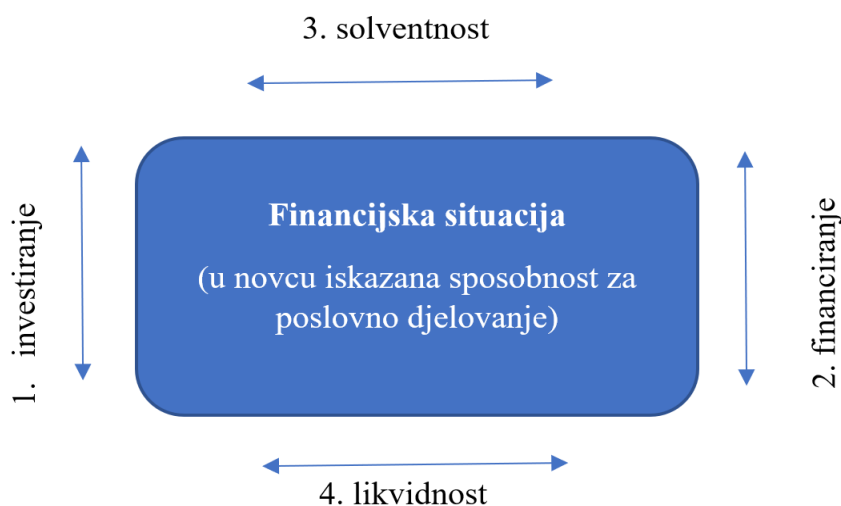 3. solventnost
1. investiranje
Financijska situacija
(u novcu iskazana sposobnost za
poslovno djelovanje)
2. financiranje
4. likvidnost